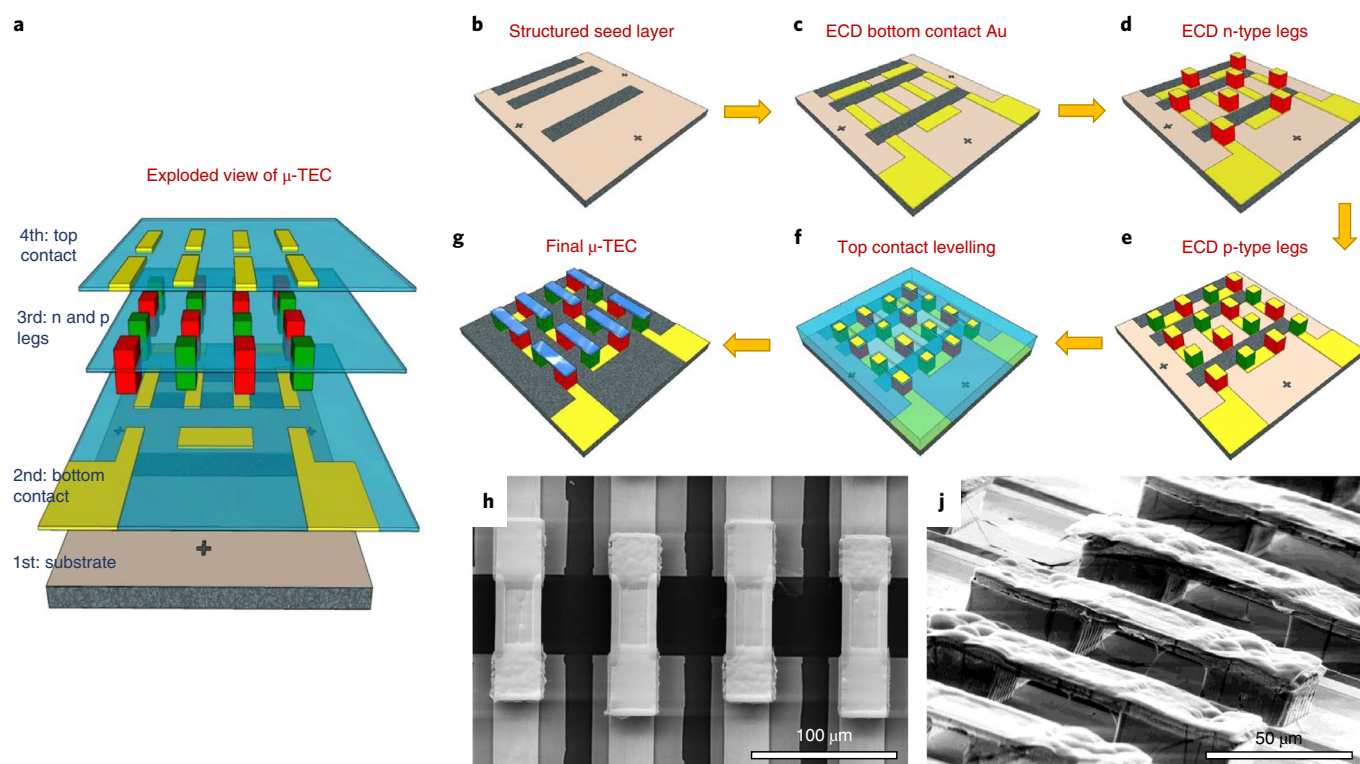 a
Exploded view of μ-TEC
4th: top
contact
3rd: n and p
legs
2nd: bottom
contact
1st: substrate
b
Structured seed layer
c
ECD bottom contact Au
d
ECD n-type legs
g
Final μ-TEC
f
Top contact levelling
e
ECD p-type legs
h
100 μm
j
50 μm